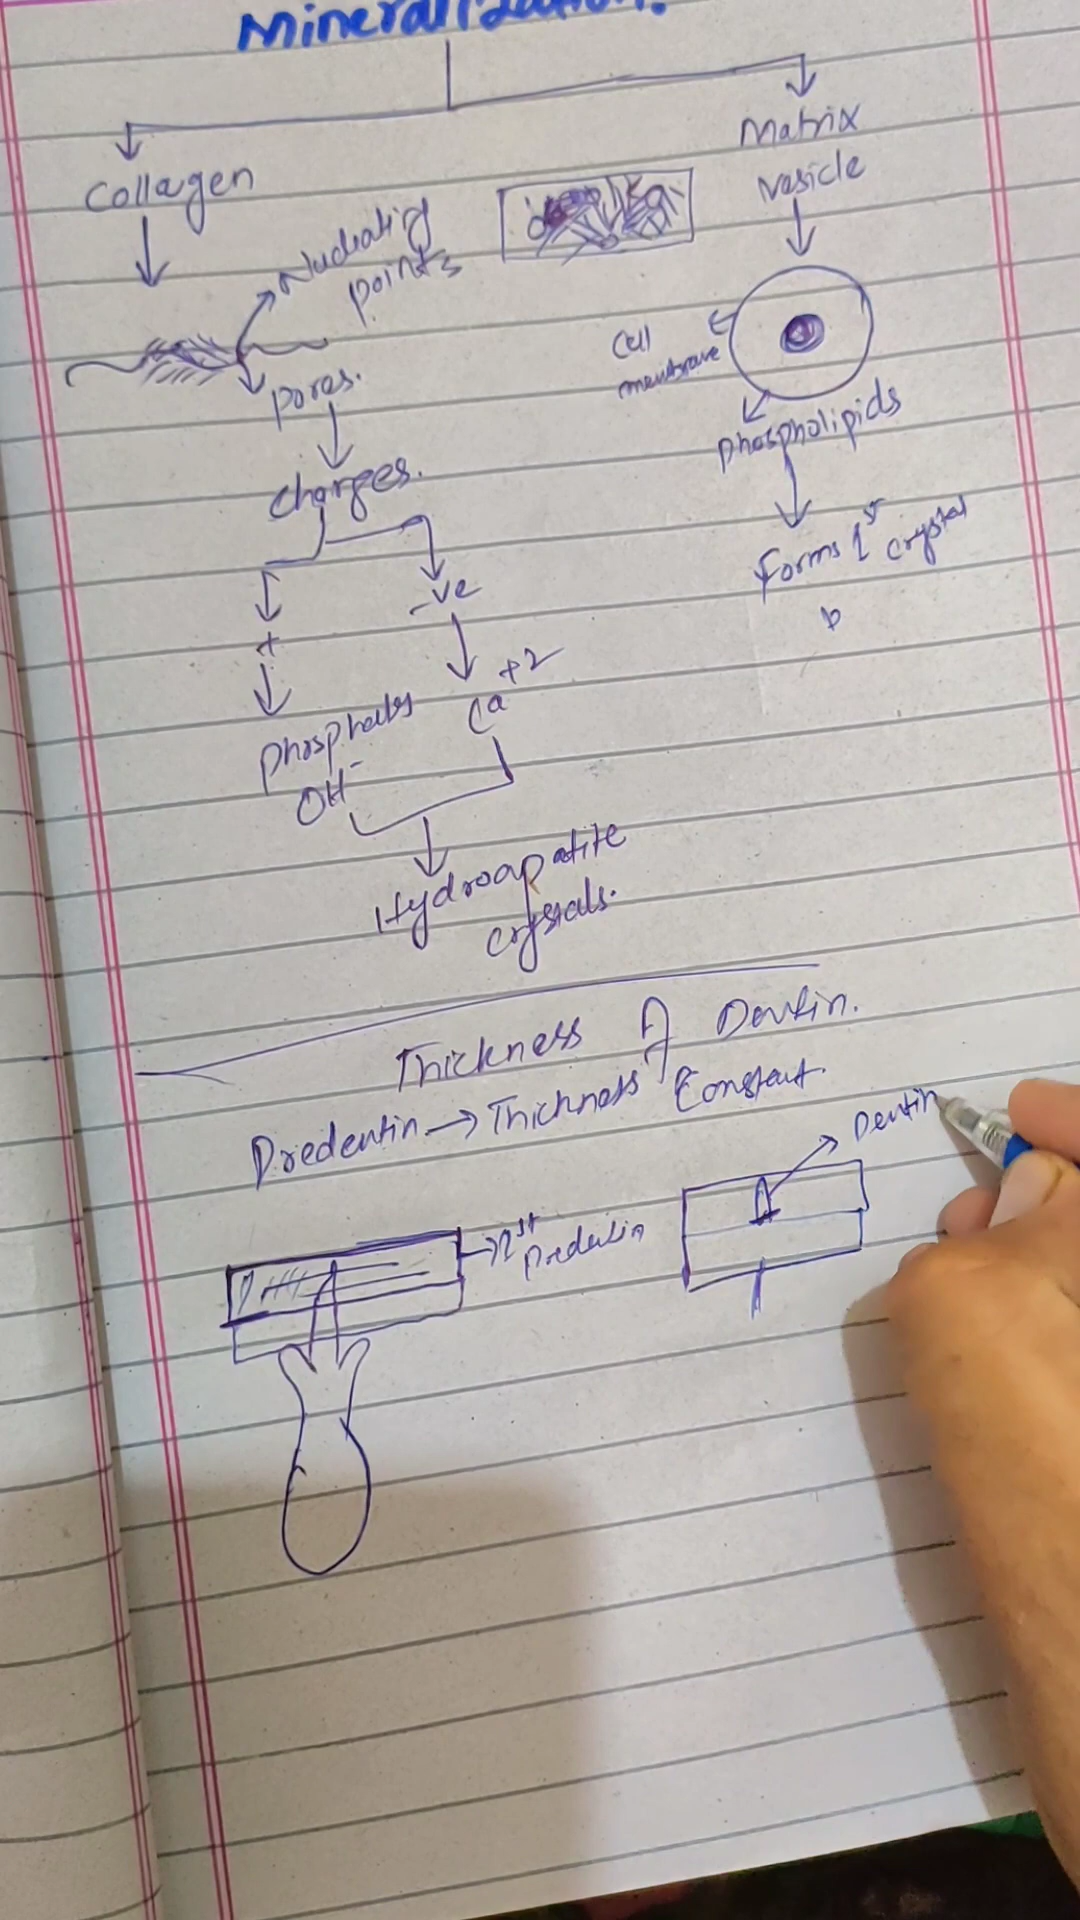 Mineralization.
Collagen
Matrix
vesicle
Nucleating
points
Pores.
Cell
membrane
Phospholipids
Charges.
Forms 1st crystal
+
-ve
Phosphates
OH-
Ca+2
Hydroxapatite
crystals.
Thickness of Dentin.
Predentin → Thickness Constant.
Dentin
1st
Predentin